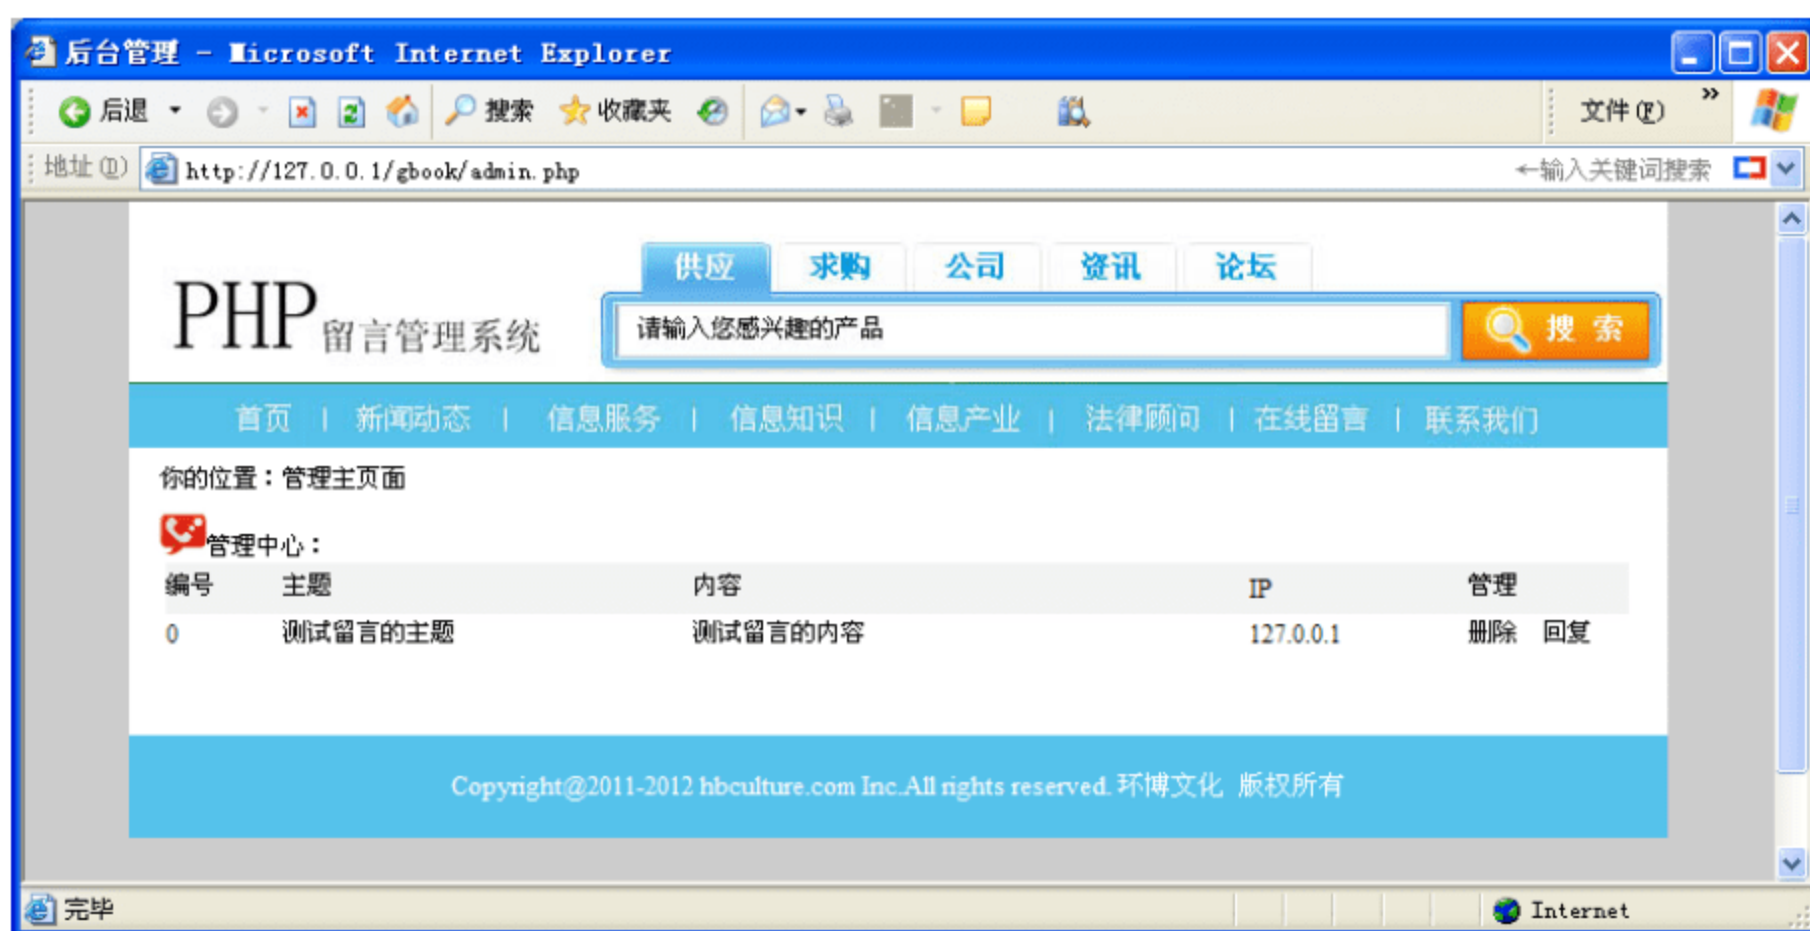 后台管理 - Microsoft Internet Explorer
后退 搜索 收藏夹 文件(F) »
地址(D) http://127.0.0.1/gbook/admin.php ←输入关键词搜索
供应 求购 公司 资讯 论坛
PHP留言管理系统 请输入您感兴趣的产品 搜索
首页 | 新闻动态 | 信息服务 | 信息知识 | 信息产业 | 法律顾问 | 在线留言 | 联系我们
你的位置：管理主页面
管理中心：
编号 主题 内容 IP 管理
0 测试留言的主题 测试留言的内容 127.0.0.1 删除 回复
Copyright@2011-2012 hbculture.com Inc.All rights reserved. 环博文化 版权所有
完毕 Internet